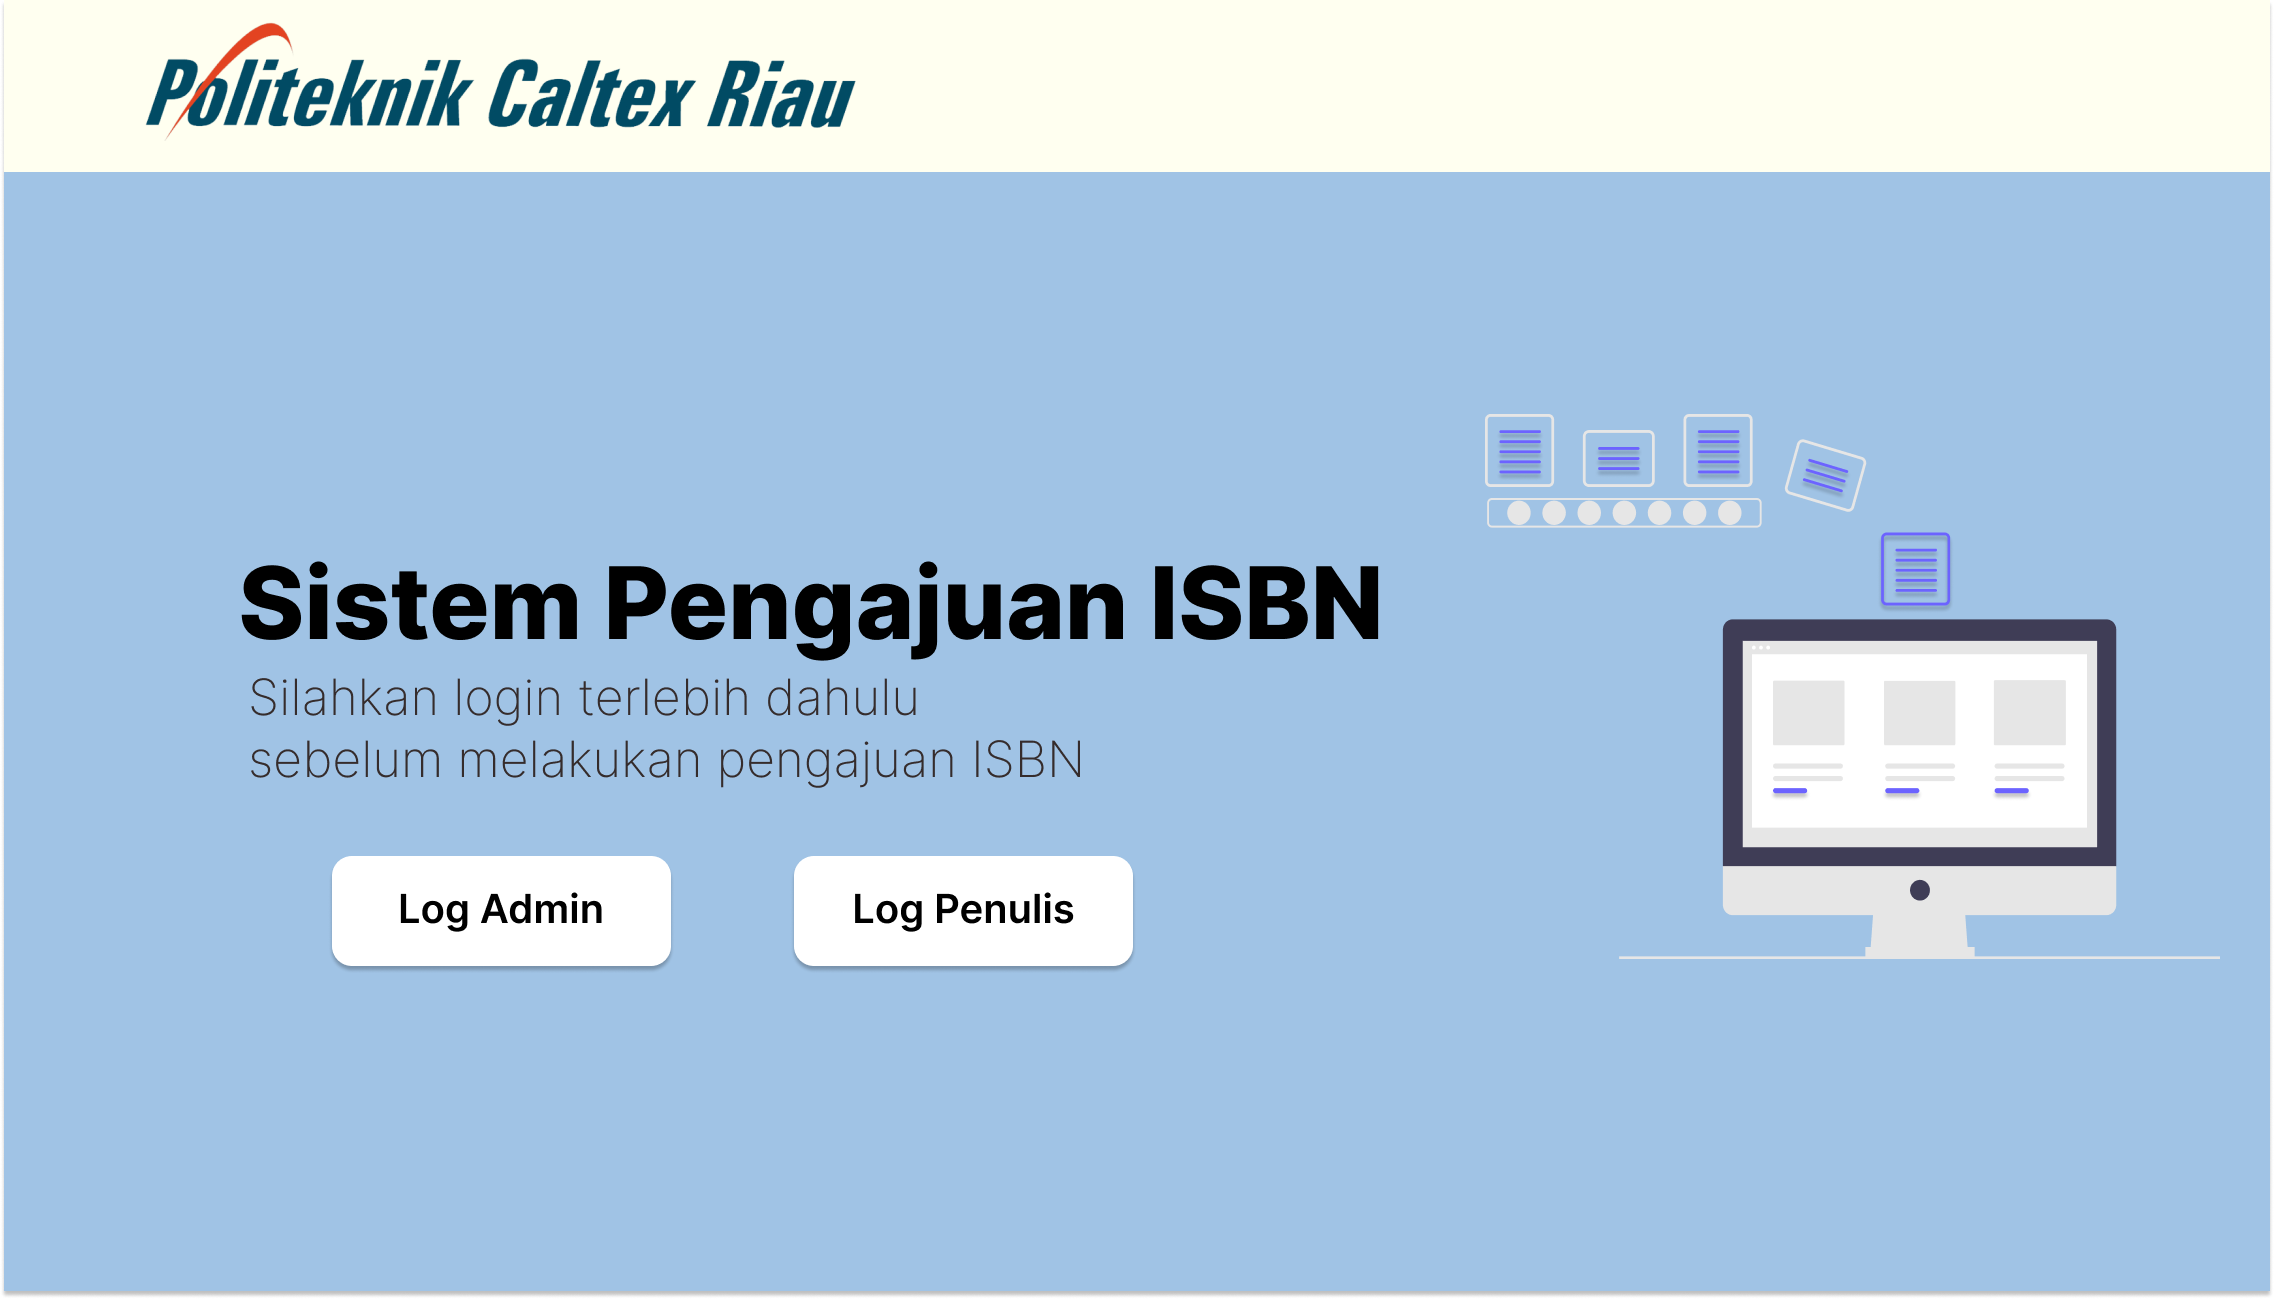 Politeknik Caltex Riau
Sistem Pengajuan ISBN
Silahkan login terlebih dahulu
sebelum melakukan pengajuan ISBN
Log Admin
Log Penulis